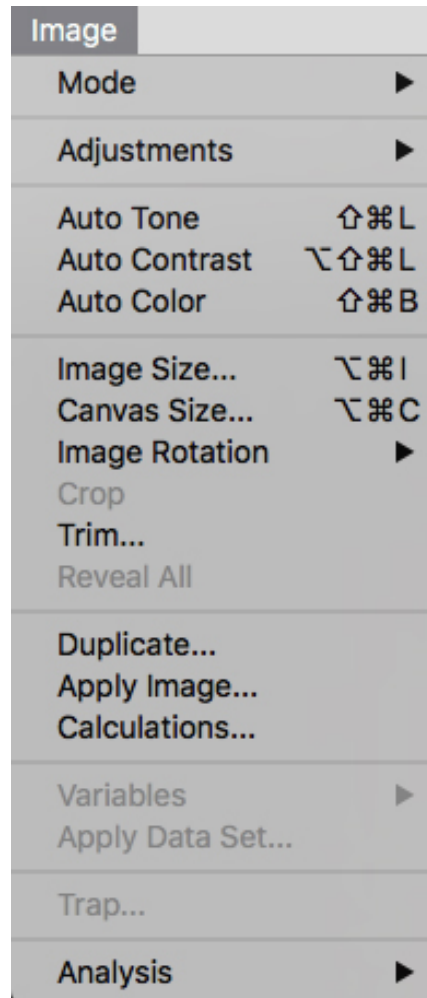 Image
Mode ▶
Adjustments ▶
Auto Tone ⇧⌘L
Auto Contrast ⌥⇧⌘L
Auto Color ⇧⌘B
Image Size... ⌥⌘I
Canvas Size... ⌥⌘C
Image Rotation ▶
Crop
Trim...
Reveal All
Duplicate...
Apply Image...
Calculations...
Variables ▶
Apply Data Set...
Trap...
Analysis ▶